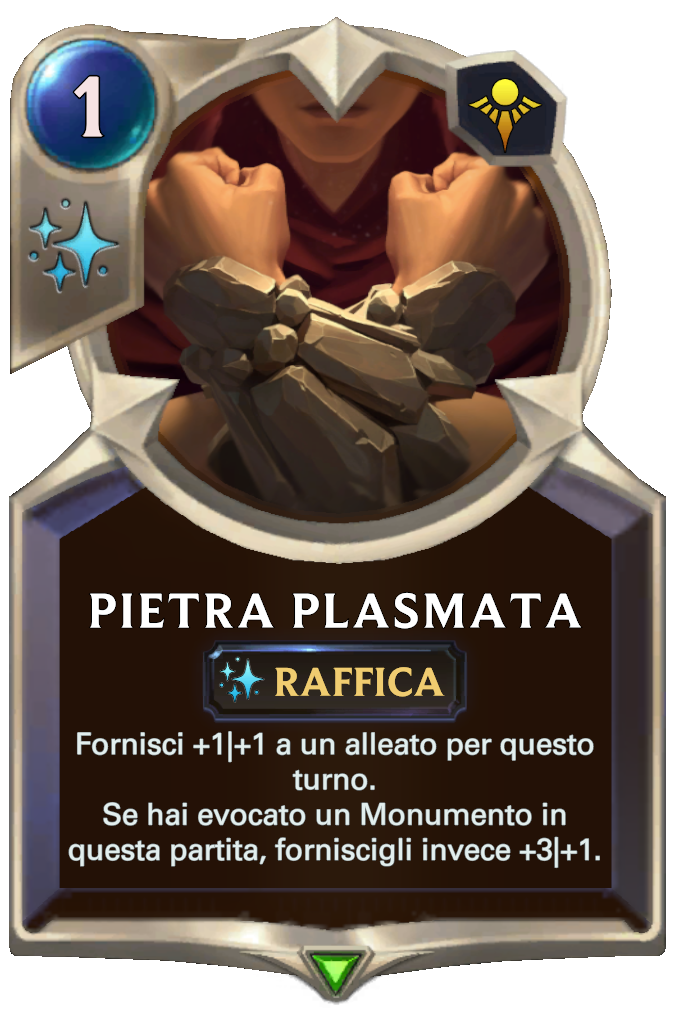 1
PIETRA PLASMATA
RAFFICA
Fornisci +1|+1 a un alleato per questo
turno.
Se hai evocato un Monumento in
questa partita, forniscigli invece +3|+1.